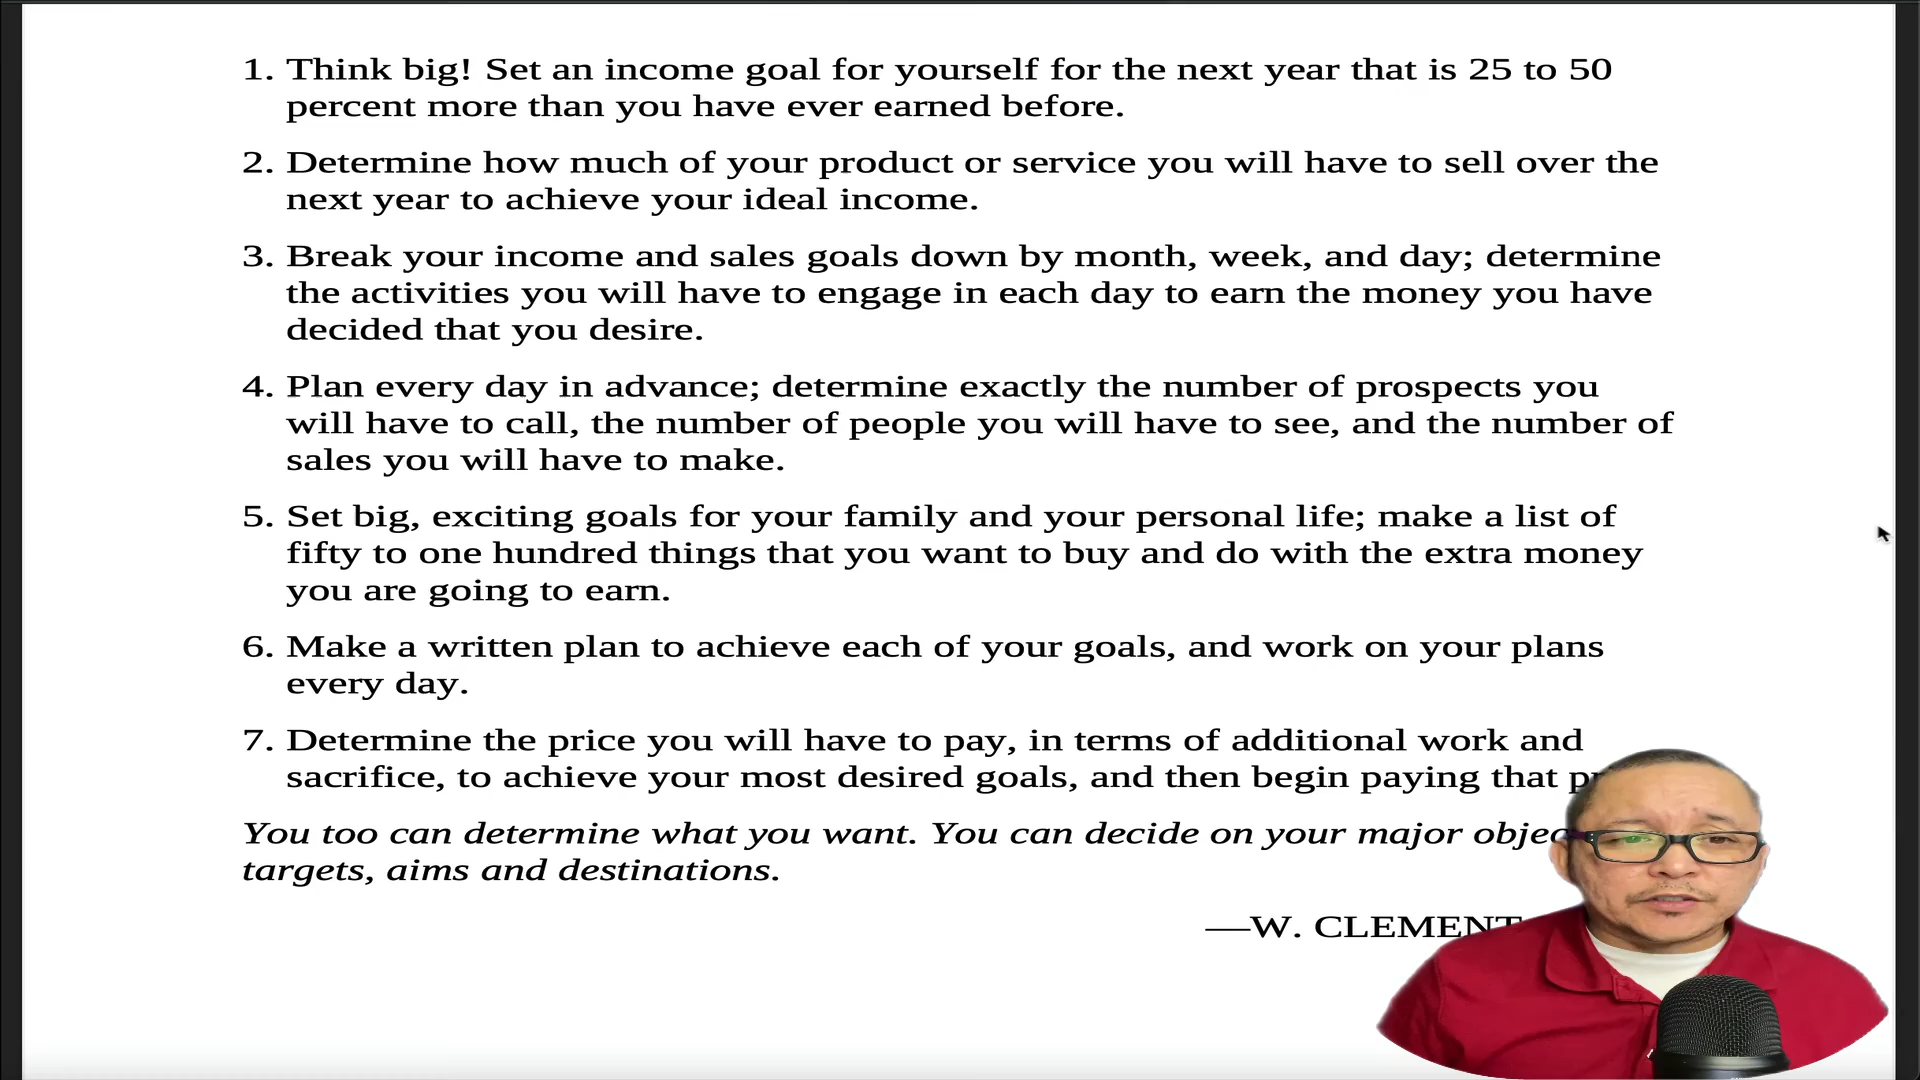 1. Think big! Set an income goal for yourself for the next year that is 25 to 50
percent more than you have ever earned before.
2. Determine how much of your product or service you will have to sell over the
next year to achieve your ideal income.
3. Break your income and sales goals down by month, week, and day; determine
the activities you will have to engage in each day to earn the money you have
decided that you desire.
4. Plan every day in advance; determine exactly the number of prospects you
will have to call, the number of people you will have to see, and the number of
sales you will have to make.
5. Set big, exciting goals for your family and your personal life; make a list of
fifty to one hundred things that you want to buy and do with the extra money
you are going to earn.
6. Make a written plan to achieve each of your goals, and work on your plans
every day.
7. Determine the price you will have to pay, in terms of additional work and
sacrifice, to achieve your most desired goals, and then begin paying that
You too can determine what you want. You can decide on your major
targets, aims and destinations.
—W. CLEMENT